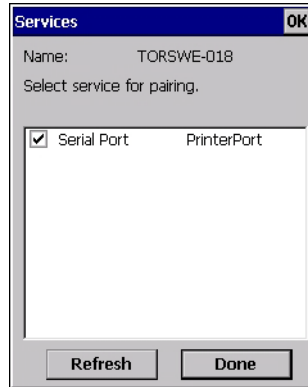 Services OK
Name: TORSWE-018
Select service for pairing.
Serial Port PrinterPort
Refresh Done